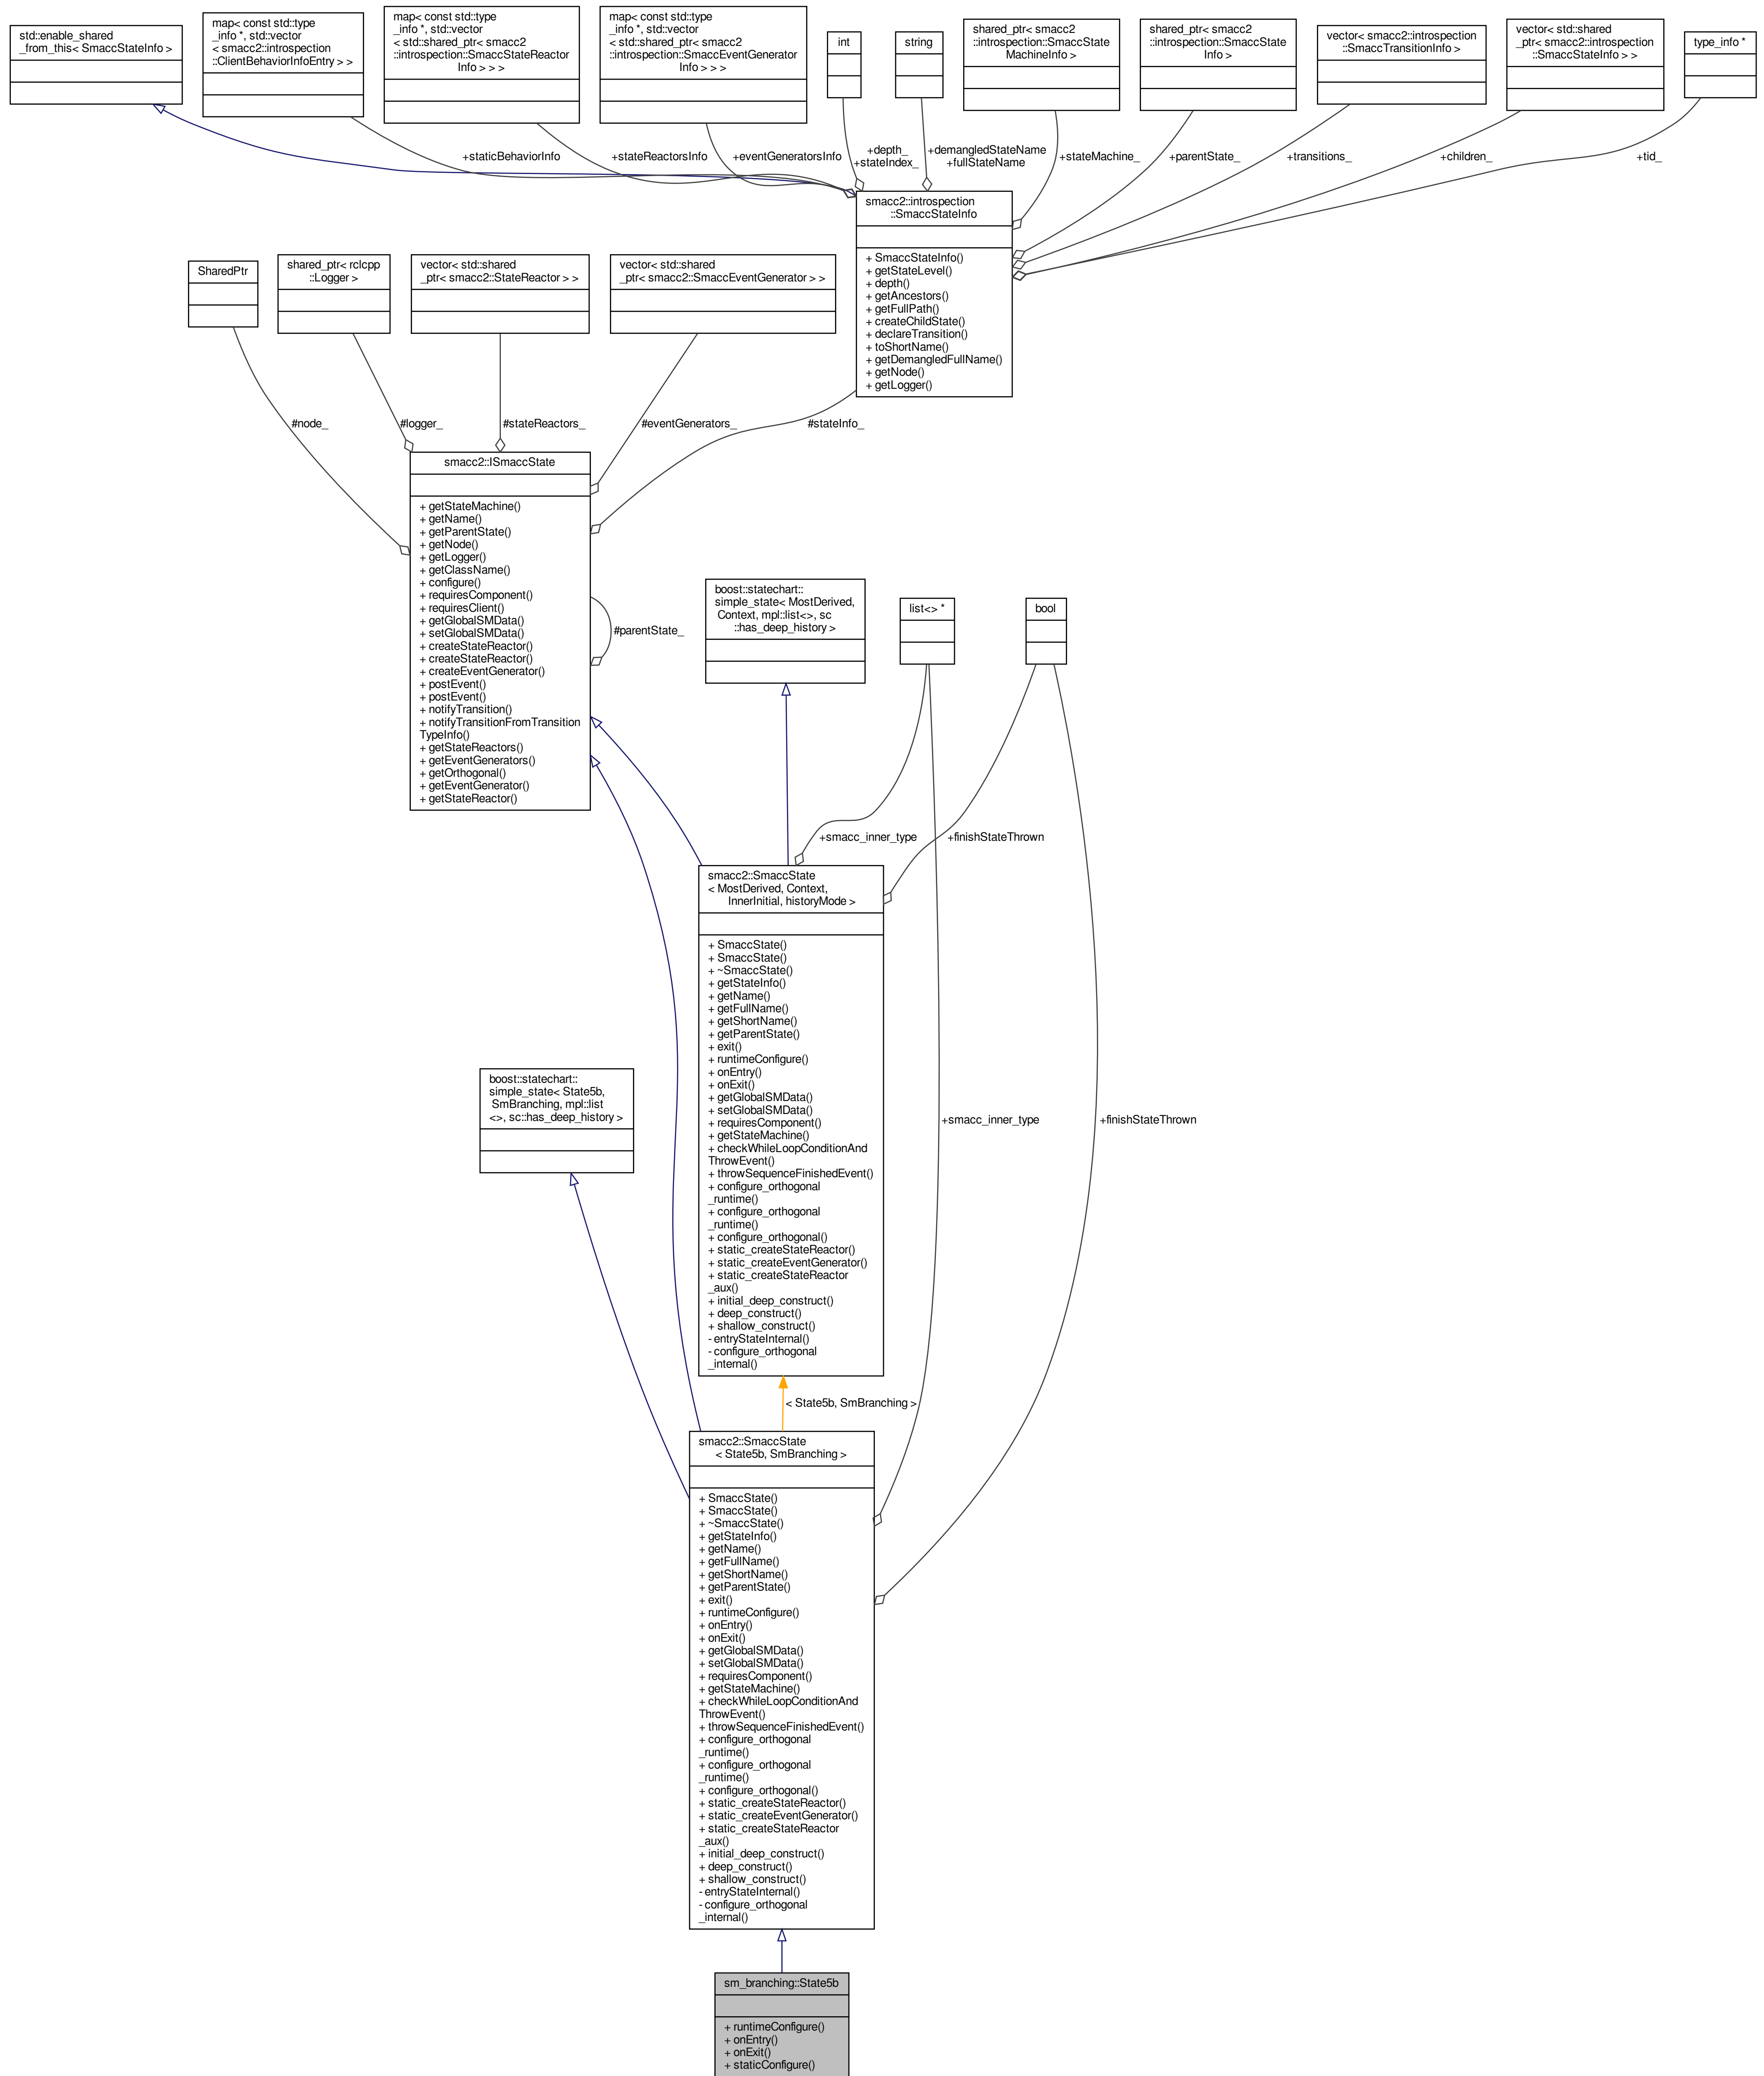 std::enable_shared
_from_this< SmaccStateInfo >
map< const std::type
_info *, std::vector
< smacc2::introspection
::ClientBehaviorInfoEntry > >
map< const std::type
_info *, std::vector
< std::shared_ptr< smacc2
::introspection::SmaccStateReactor
Info > > >
map< const std::type
_info *, std::vector
< std::shared_ptr< smacc2
::introspection::SmaccEventGenerator
Info > > >
int
string
shared_ptr< smacc2
::introspection::SmaccState
MachineInfo >
shared_ptr< smacc2
::introspection::SmaccState
Info >
vector< smacc2::introspection
::SmaccTransitionInfo >
vector< std::shared
_ptr< smacc2::introspection
::SmaccStateInfo > >
type_info *
+staticBehaviorInfo
+stateReactorsInfo
+eventGeneratorsInfo
+depth_
+stateIndex_
+demangledStateName
+fullStateName
+stateMachine_
+parentState_
+transitions_
+children_
+tid_
smacc2::introspection
::SmaccStateInfo
+ SmaccStateInfo()
+ getStateLevel()
+ depth()
+ getAncestors()
+ getFullPath()
+ createChildState()
+ declareTransition()
+ toShortName()
+ getDemangledFullName()
+ getNode()
+ getLogger()
SharedPtr
shared_ptr< rclcpp
::Logger >
vector< std::shared
_ptr< smacc2::StateReactor > >
vector< std::shared
_ptr< smacc2::SmaccEventGenerator > >
#node_
#logger_
#stateReactors_
#eventGenerators_
#stateInfo_
smacc2::ISmaccState
+ getStateMachine()
+ getName()
+ getParentState()
+ getNode()
+ getLogger()
+ getClassName()
+ configure()
+ requiresComponent()
+ requiresClient()
+ getGlobalSMData()
+ setGlobalSMData()
+ createStateReactor()
+ createStateReactor()
+ createEventGenerator()
+ postEvent()
+ postEvent()
+ notifyTransition()
+ notifyTransitionFromTransition
TypeInfo()
+ getStateReactors()
+ getEventGenerators()
+ getOrthogonal()
+ getEventGenerator()
+ getStateReactor()
#parentState_
boost::statechart::
simple_state< MostDerived,
Context, mpl::list<>, sc
::has_deep_history >
list<> *
bool
+smacc_inner_type
+finishStateThrown
smacc2::SmaccState
< MostDerived, Context,
InnerInitial, historyMode >
+ SmaccState()
+ SmaccState()
+ ~SmaccState()
+ getStateInfo()
+ getName()
+ getFullName()
+ getShortName()
+ getParentState()
+ exit()
+ runtimeConfigure()
+ onEntry()
+ onExit()
+ getGlobalSMData()
+ setGlobalSMData()
+ requiresComponent()
+ getStateMachine()
+ checkWhileLoopConditionAnd
ThrowEvent()
+ throwSequenceFinishedEvent()
+ configure_orthogonal
_runtime()
+ configure_orthogonal
_runtime()
+ configure_orthogonal()
+ static_createStateReactor()
+ static_createEventGenerator()
+ static_createStateReactor
_aux()
+ initial_deep_construct()
+ deep_construct()
+ shallow_construct()
- entryStateInternal()
- configure_orthogonal
_internal()
boost::statechart::
simple_state< State5b,
SmBranching, mpl::list
<>, sc::has_deep_history >
+smacc_inner_type
+finishStateThrown
< State5b, SmBranching >
smacc2::SmaccState
< State5b, SmBranching >
+ SmaccState()
+ SmaccState()
+ ~SmaccState()
+ getStateInfo()
+ getName()
+ getFullName()
+ getShortName()
+ getParentState()
+ exit()
+ runtimeConfigure()
+ onEntry()
+ onExit()
+ getGlobalSMData()
+ setGlobalSMData()
+ requiresComponent()
+ getStateMachine()
+ checkWhileLoopConditionAnd
ThrowEvent()
+ throwSequenceFinishedEvent()
+ configure_orthogonal
_runtime()
+ configure_orthogonal
_runtime()
+ configure_orthogonal()
+ static_createStateReactor()
+ static_createEventGenerator()
+ static_createStateReactor
_aux()
+ initial_deep_construct()
+ deep_construct()
+ shallow_construct()
- entryStateInternal()
- configure_orthogonal
_internal()
sm_branching::State5b
+ runtimeConfigure()
+ onEntry()
+ onExit()
+ staticConfigure()